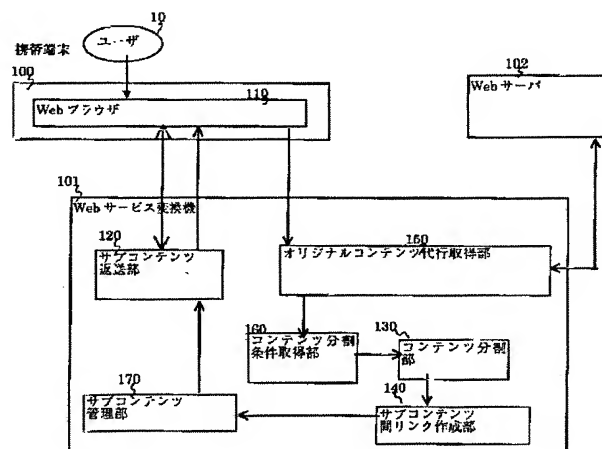 10
ユーザ
携帯端末
100
110
Webブラウザ
102
Webサーバ
101
Webサービス変換機
120
サブコンテンツ
返送部
150
オリジナルコンテンツ代行取得部
160
コンテンツ分割
条件取得部
130
コンテンツ分割
部
170
サブコンテンツ
管理部
140
サブコンテンツ
間リンク作成部